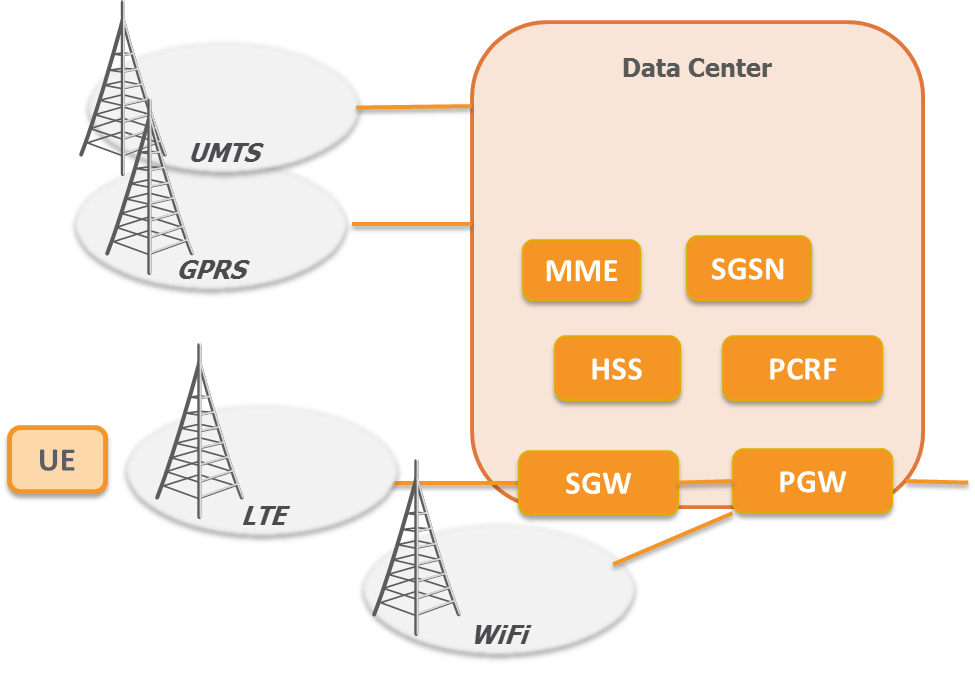 Data Center
UMTS
GPRS
MME
SGSN
HSS
PCRF
UE
LTE
SGW
PGW
WiFi